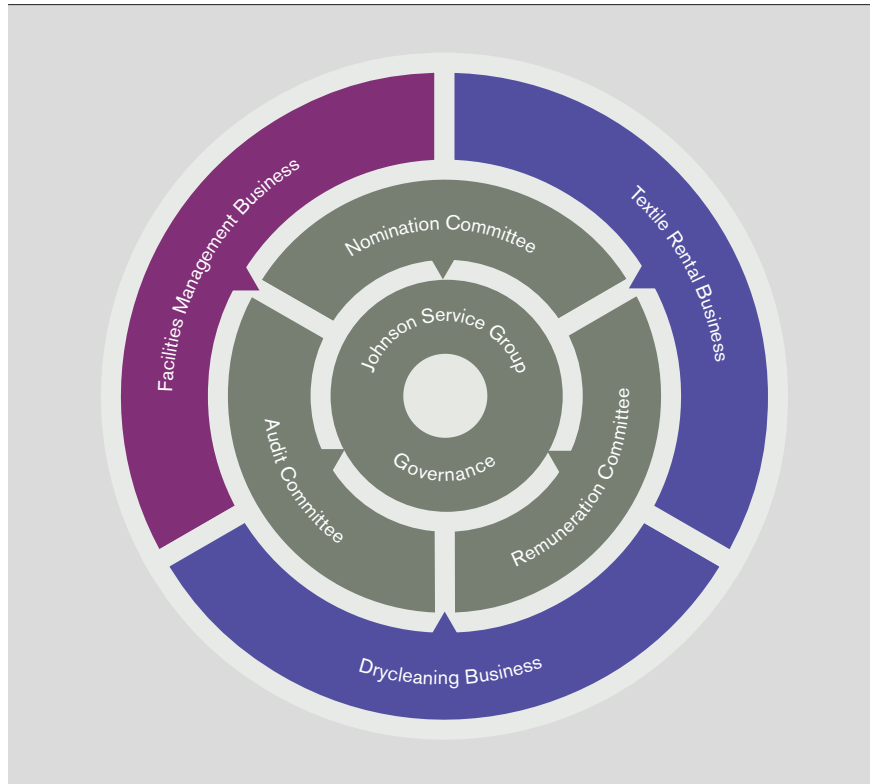 Facilities Management Business
Textile Rental Business
Nomination Committee
Johnson Service Group
Governance
Audit Committee
Remuneration Committee
Drycleaning Business